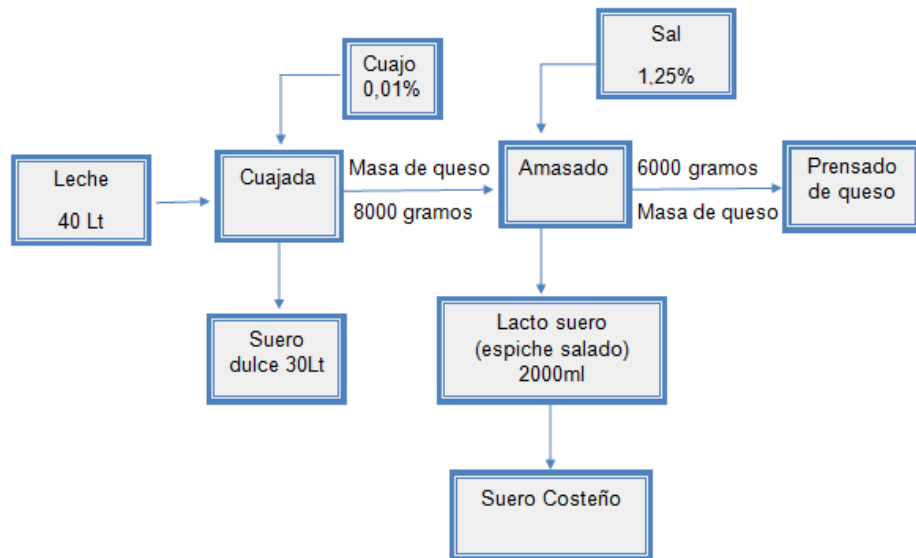 Leche
40 Lt
Cuajo
0,01%
Cuajada
Suero
dulce 30Lt
Masa de queso
8000 gramos
Sal
1,25%
Amasado
Lacto suero
(espiche salado)
2000ml
Suero Costeño
6000 gramos
Masa de queso
Prensado
de queso